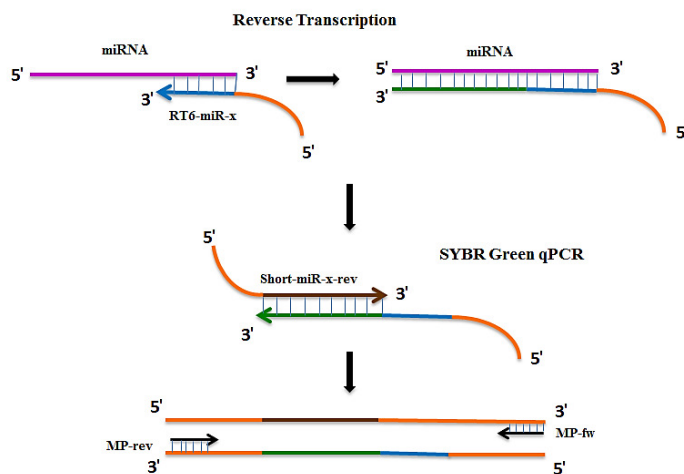 Reverse Transcription
miRNA
5'
3'
3'
RT6-miR-x
5'
miRNA
5'
3'
3'
5'
5'
SYBR Green qPCR
Short-miR-x-rev
3'
3'
5'
5'
3'
MP-rev
MP-fw
3'
5'